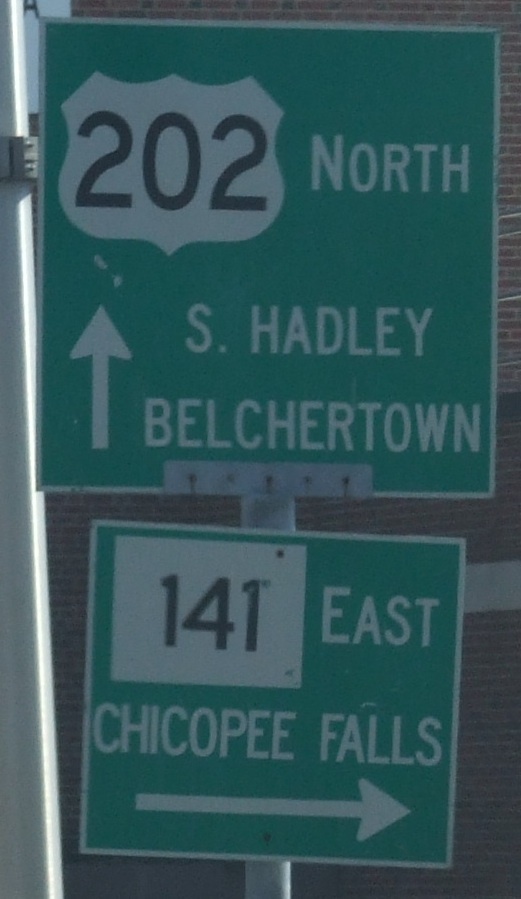 202 NORTH
S. HADLEY
BELCHERTOWN
141 EAST
CHICOPEE FALLS